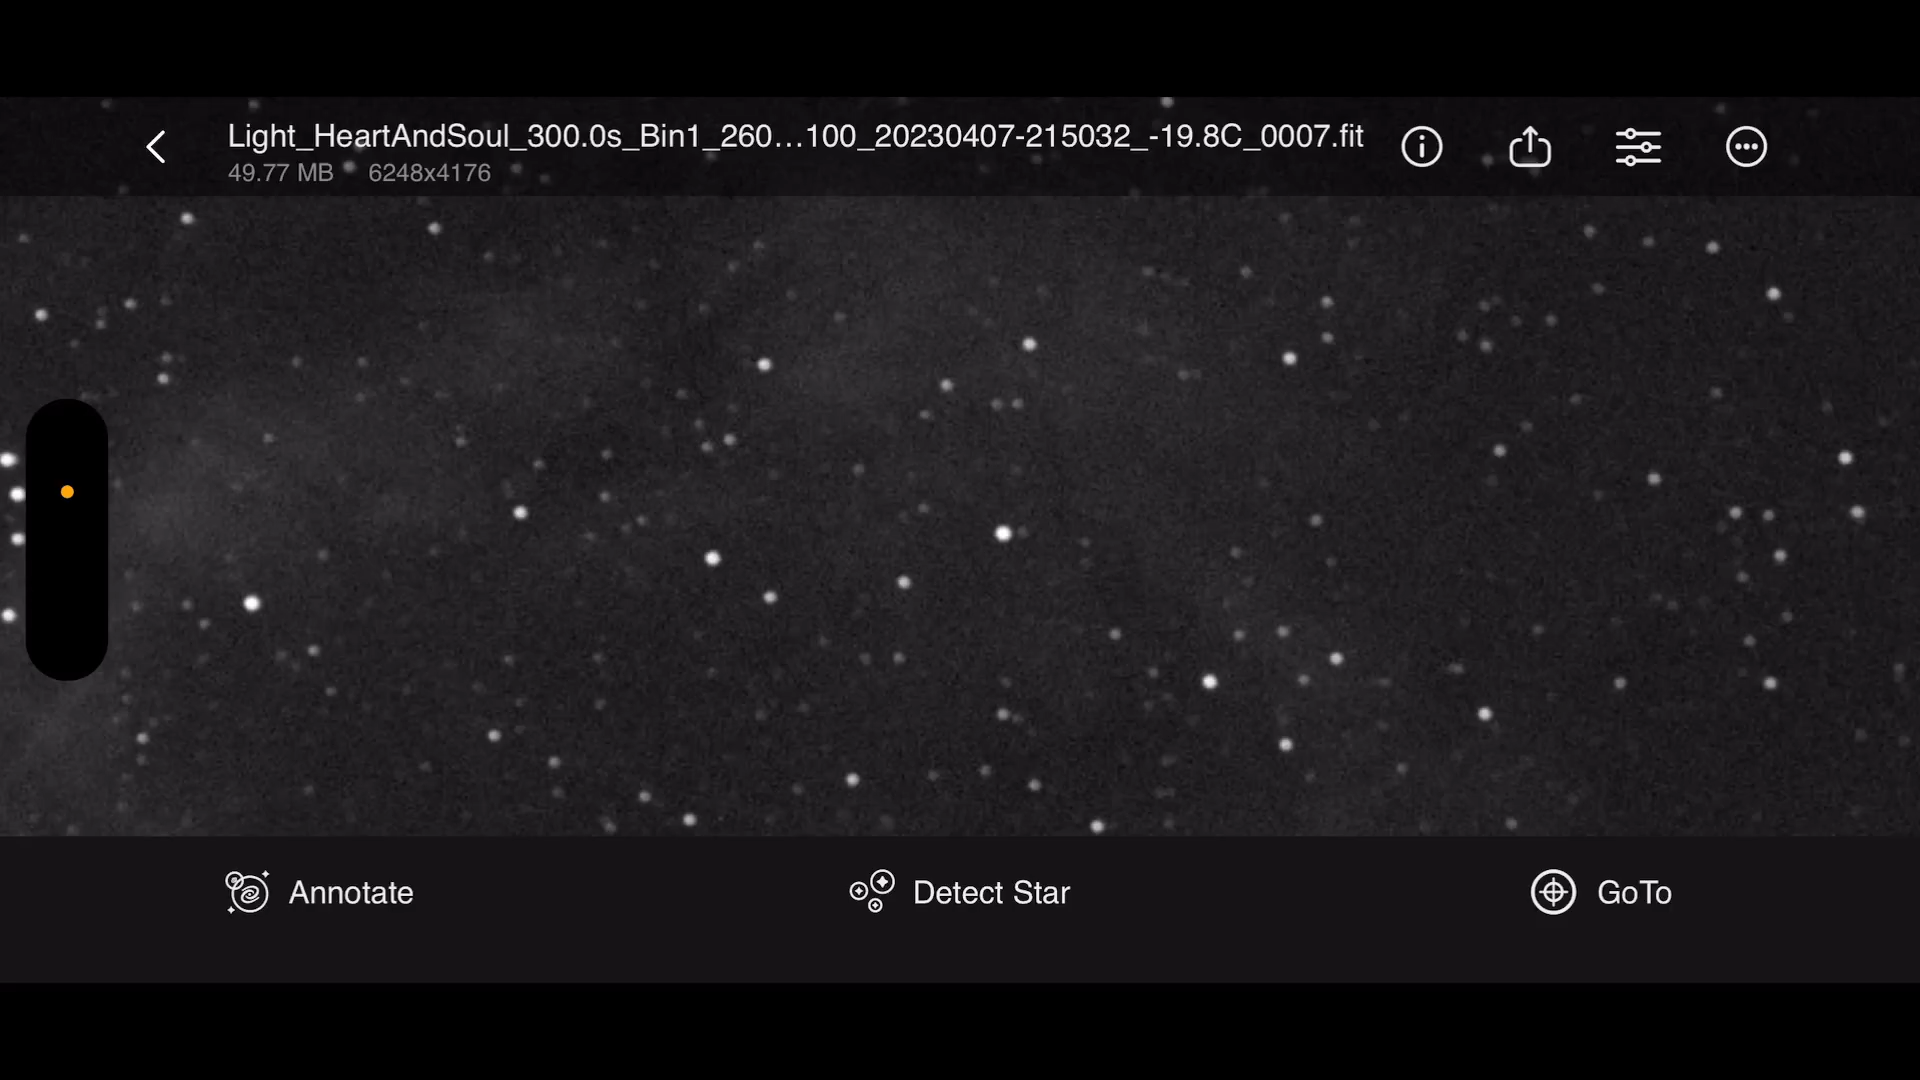 Light_HeartAndSoul_300.0s_Bin1_260...100_20230407-215032_-19.8C_0007.fit
49.77 MB 6248x4176
Annotate
Detect Star
GoTo